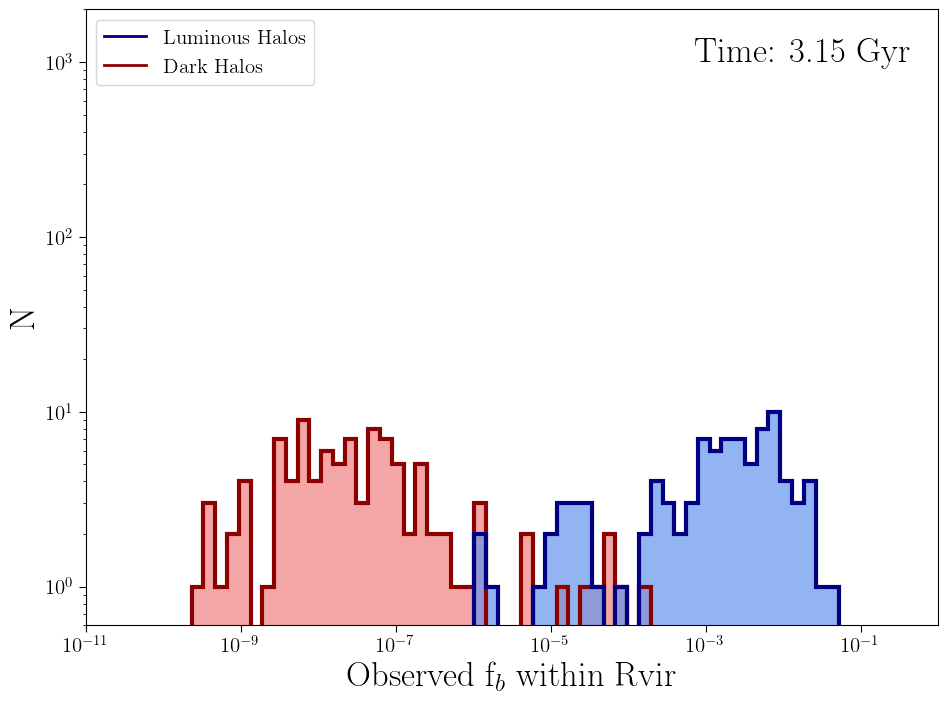 Luminous Halos
Dark Halos
Time: 3.15 Gyr
10³
10²
10¹
10⁰
N
10⁻¹¹ 10⁻⁹ 10⁻⁷ 10⁻⁵ 10⁻³ 10⁻¹
Observed f_b within Rvir